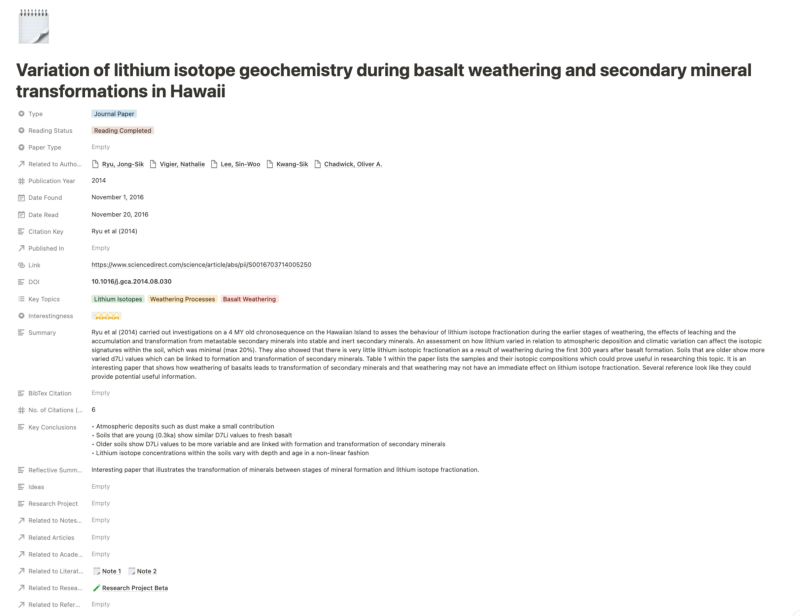 Variation of lithium isotope geochemistry during basalt weathering and secondary mineral
transformations in Hawaii
Type Journal Paper
Reading Status Reading Completed
Paper Type Empty
Related to Autho... Ryu, Jong-Sik Vigier, Nathalie Lee, Sin-Woo Kwang-Sik Chadwick, Oliver A.
Publication Year 2014
Date Found November 1, 2016
Date Read November 20, 2016
Citation Key Ryu et al (2014)
Published In Empty
Link https://www.sciencedirect.com/science/article/abs/pii/S0016703714005250
DOI 10.1016/j.gca.2014.08.030
Key Topics Lithium Isotopes Weathering Processes Basalt Weathering
Interestingness ⭐⭐⭐⭐
Summary Ryu et al (2014) carried out investigations on a 4 MY old chronosequence on the Hawaiian Island to asses the behaviour of lithium isotope fractionation during the earlier stages of weathering, the effects of leaching and the
accumulation and transformation from metastable secondary minerals into stable and inert secondary minerals. An assessment on how lithium varied in relation to atmospheric deposition and climatic variation can affect the isotopic
signatures within the soil, which was minimal (max 20%). They also showed that there is very little lithium isotopic fractionation as a result of weathering during the first 300 years after basalt formation. Soils that are older show more
varied d7Li values which can be linked to formation and transformation of secondary minerals. Table 1 within the paper lists the samples and their isotopic compositions which could prove useful in researching this topic. It is an
interesting paper that shows how weathering of basalts leads to transformation of secondary minerals and that weathering may not have an immediate effect on lithium isotope fractionation. Several reference look like they could
provide potential useful information.
BibTex Citation Empty
No. of Citations (... 6
Key Conclusions - Atmospheric deposits such as dust make a small contribution
- Soils that are young (0.3ka) show similar D7Li values to fresh basalt
- Older soils show D7Li values to be more variable and are linked with formation and transformation of secondary minerals
- Lithium isotope concentrations within the soils vary with depth and age in a non-linear fashion
Reflective Summ... Interesting paper that illustrates the transformation of minerals between stages of mineral formation and lithium isotope fractionation.
Ideas Empty
Research Project Empty
Related to Notes... Empty
Related Articles Empty
Related to Acade... Empty
Related to Literat... Note 1 Note 2
Related to Resea... Research Project Beta
Related to Refer... Empty